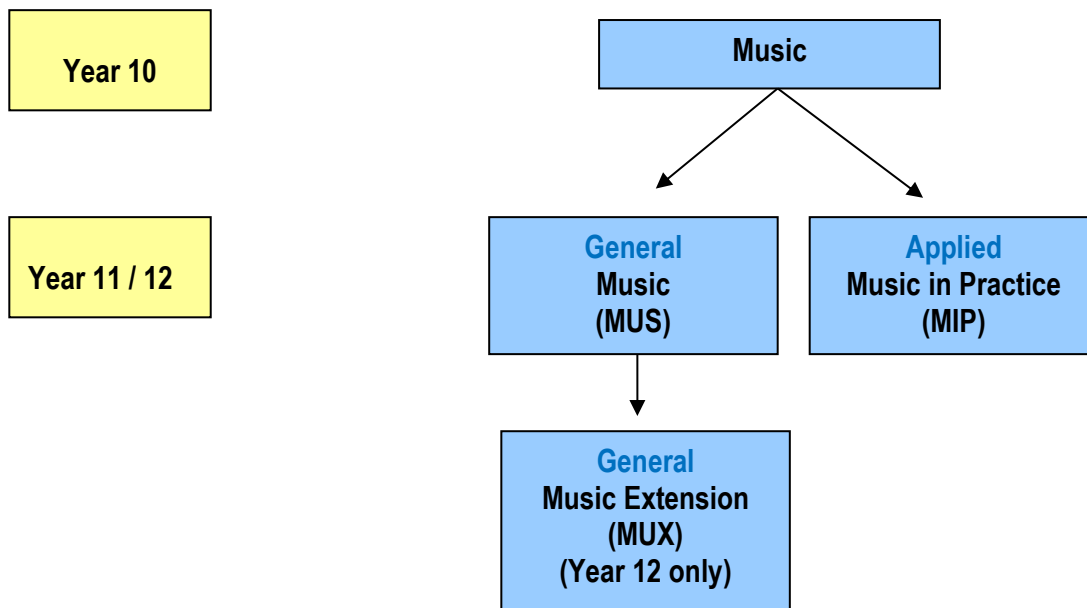 Year 10
Music
Year 11 / 12
General
Music
(MUS)
Applied
Music in Practice
(MIP)
General
Music Extension
(MUX)
(Year 12 only)